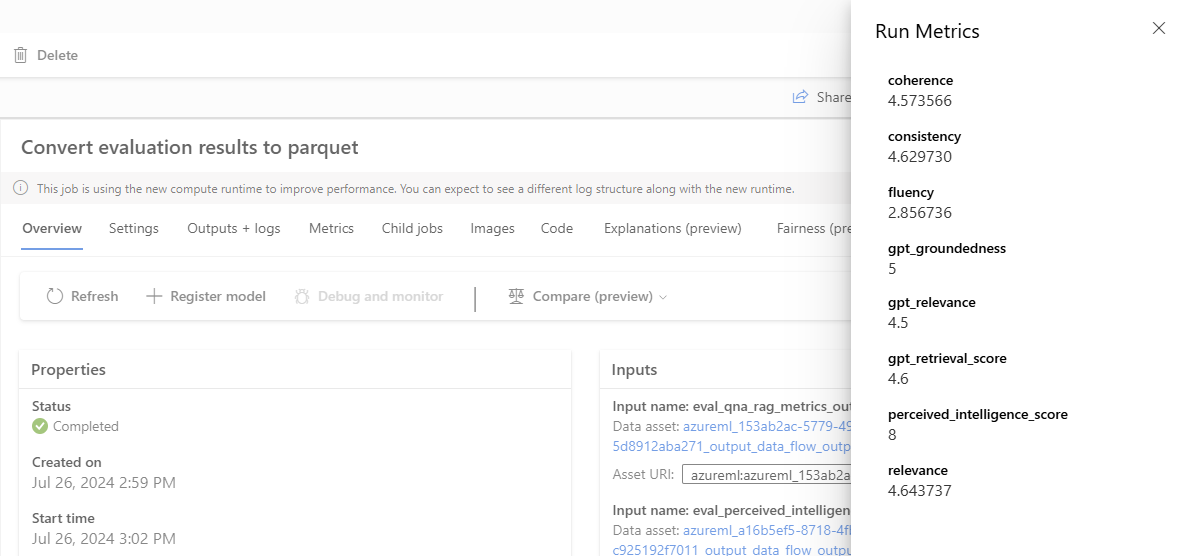 Delete
Share
Convert evaluation results to parquet
This job is using the new compute runtime to improve performance. You can expect to see a different log structure along with the new runtime.
Overview Settings Outputs + logs Metrics Child jobs Images Code Explanations (preview) Fairness (pre
Refresh Register model Debug and monitor Compare (preview)
Properties
Status
Completed
Created on
Jul 26, 2024 2:59 PM
Start time
Jul 26, 2024 3:02 PM
Inputs
Input name: eval_qna_rag_metrics_out
Data asset: azureml_153ab2ac-5779-49
5d8912aba271_output_data_flow_outp
Asset URI: azureml:azureml_153ab2a
Input name: eval_perceived_intelligen
Data asset: azureml_a16b5ef5-8718-4f
c925192f7011_output_data_flow_outp
Run Metrics
coherence
4.573566
consistency
4.629730
fluency
2.856736
gpt_groundedness
5
gpt_relevance
4.5
gpt_retrieval_score
4.6
perceived_intelligence_score
8
relevance
4.643737